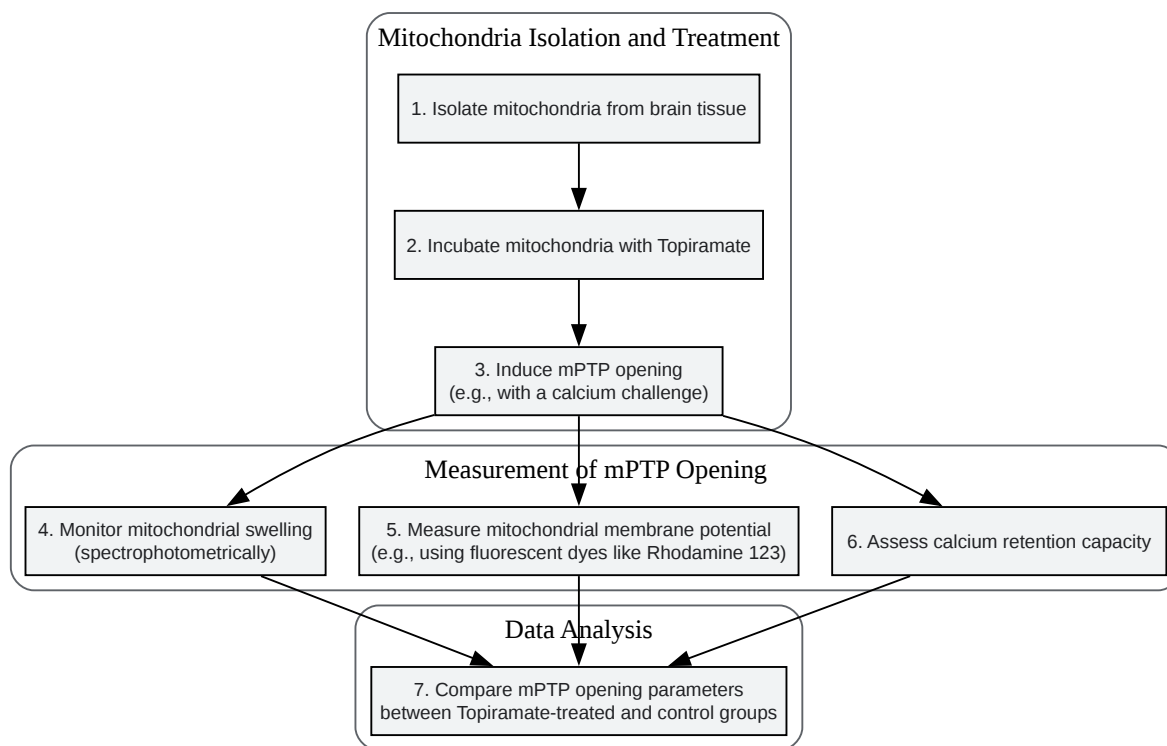 Mitochondria Isolation and Treatment
1. Isolate mitochondria from brain tissue
2. Incubate mitochondria with Topiramate
3. Induce mPTP opening
(e.g., with a calcium challenge)
Measurement of mPTP Opening
4. Monitor mitochondrial swelling
(spectrophotometrically)
5. Measure mitochondrial membrane potential
(e.g., using fluorescent dyes like Rhodamine 123)
6. Assess calcium retention capacity
Data Analysis
7. Compare mPTP opening parameters
between Topiramate-treated and control groups